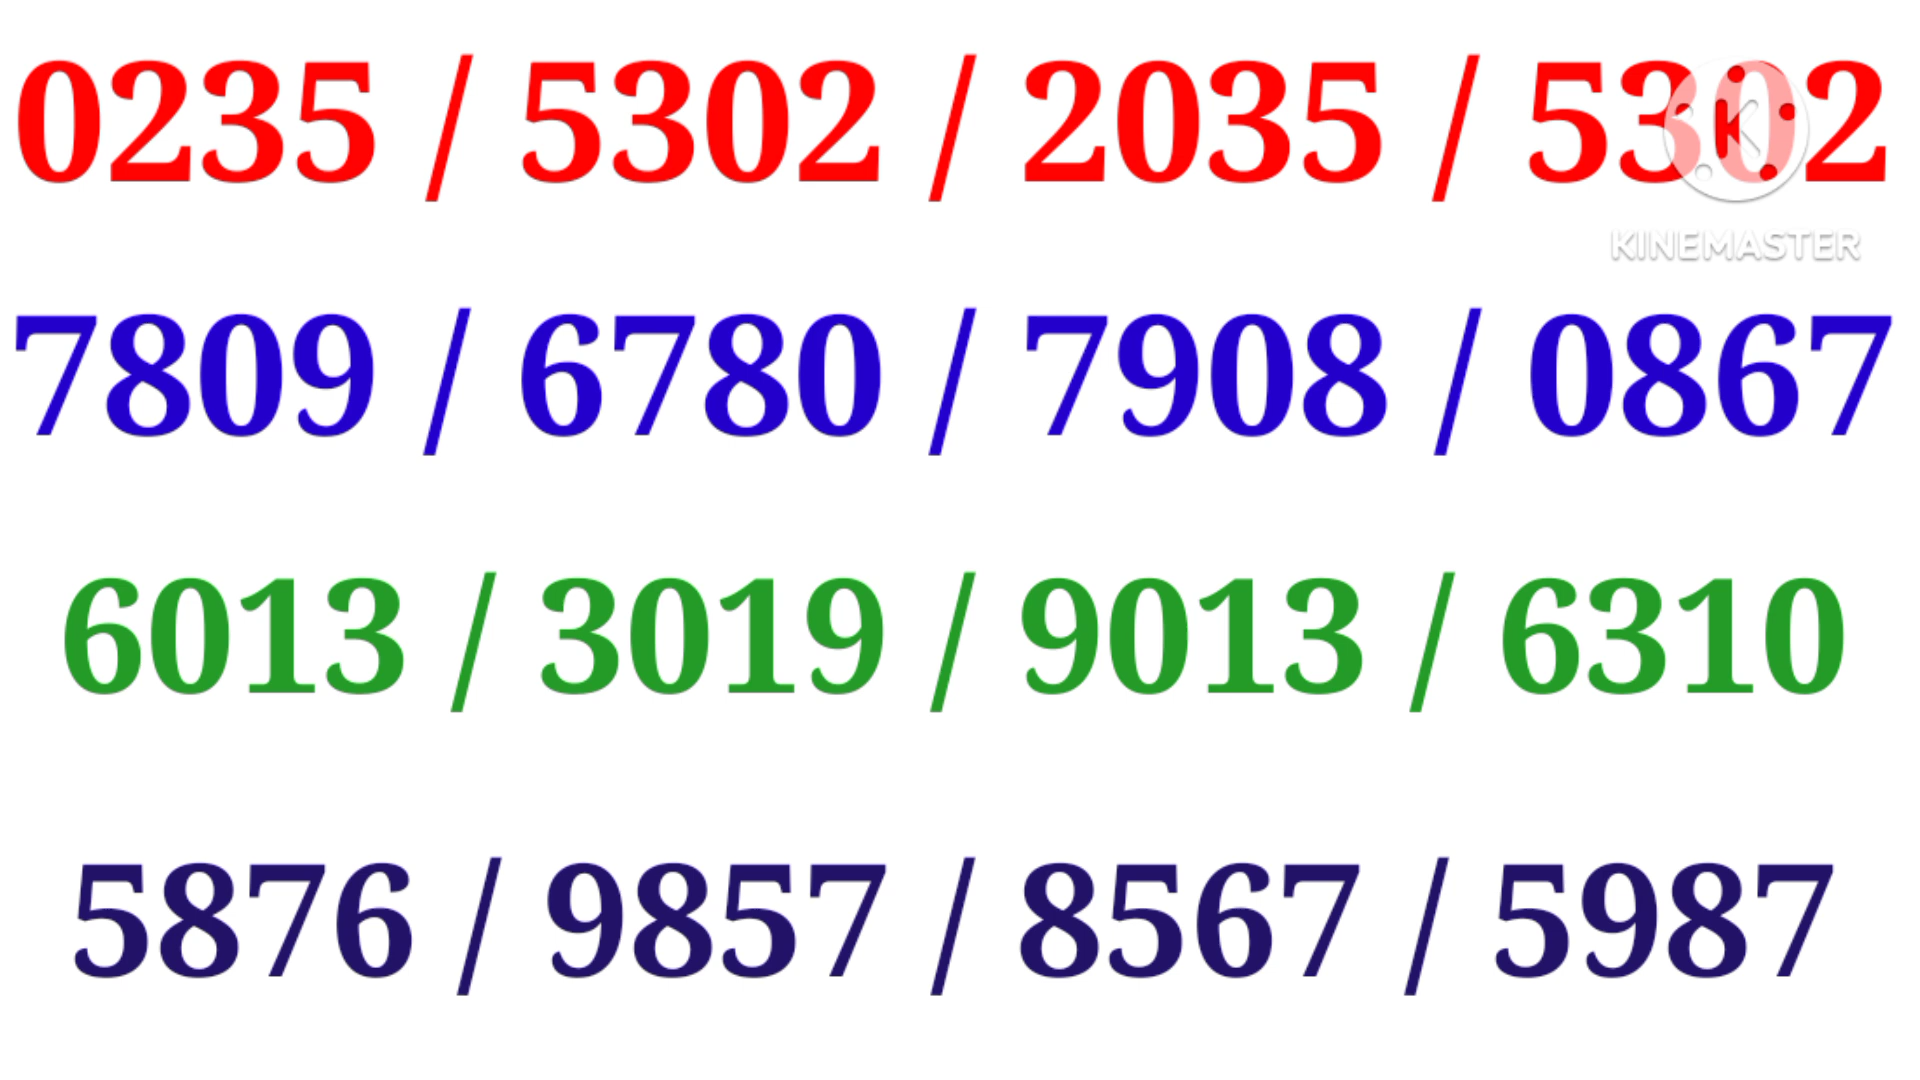 0235 / 5302 / 2035 / 5302
KINEMASTER
7809 / 6780 / 7908 / 0867
6013 / 3019 / 9013 / 6310
5876 / 9857 / 8567 / 5987